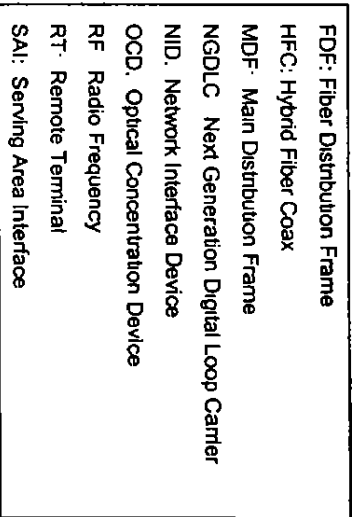 FDF: Fiber Distribution Frame
HFC: Hybrid Fiber Coax
MDF· Main Distribution Frame
NGDLC Next Generation Digital Loop Carrier
NID. Network Interface Device
OCD. Optical Concentration Device
RF Radio Frequency
RT· Remote Terminal
SAI: Serving Area Interface